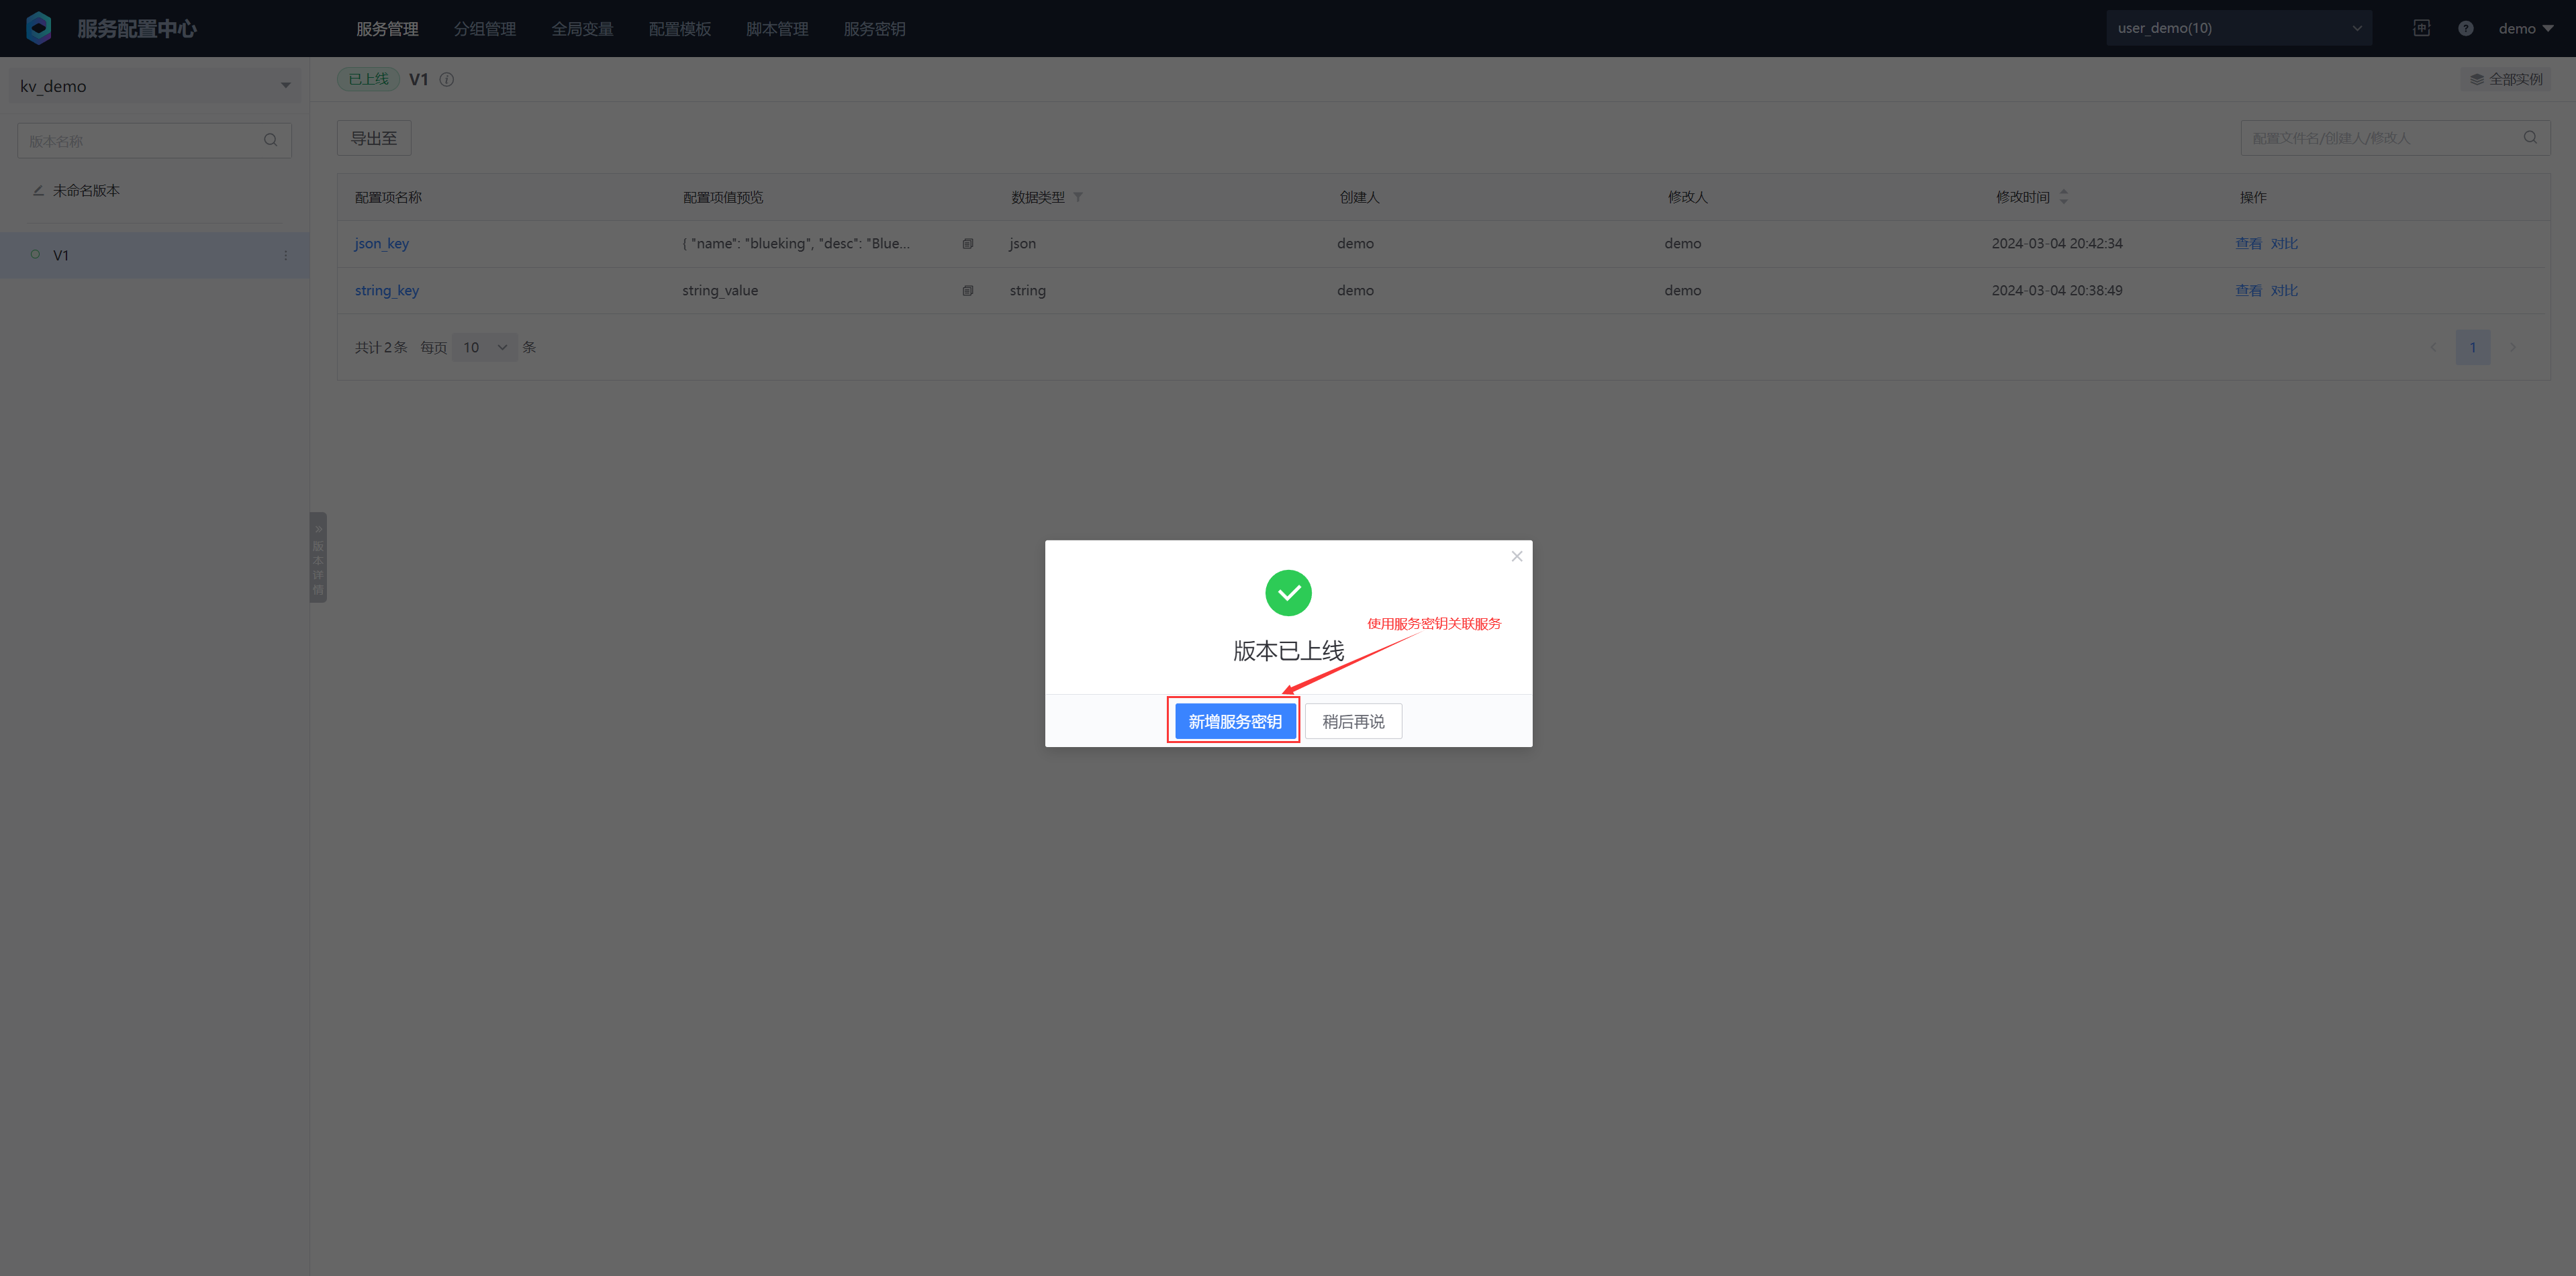 服务配置中心 服务管理 分组管理 全局变量 配置模板 脚本管理 服务密钥 user_demo(10) 中 ? demo
kv_demo
已上线 V1
全部实例
版本名称
导出至
配置文件名/创建人/修改人
未命名版本
V1
配置项名称 配置项值预览 数据类型 创建人 修改人 修改时间 操作
json_key { "name": "blueking", "desc": "Blue... json demo demo 2024-03-04 20:42:34 查看 对比
string_key string_value string demo demo 2024-03-04 20:38:49 查看 对比
共计 2 条 每页 10 条
1
版本详情
使用服务密钥关联服务
版本已上线
新增服务密钥 稍后再说